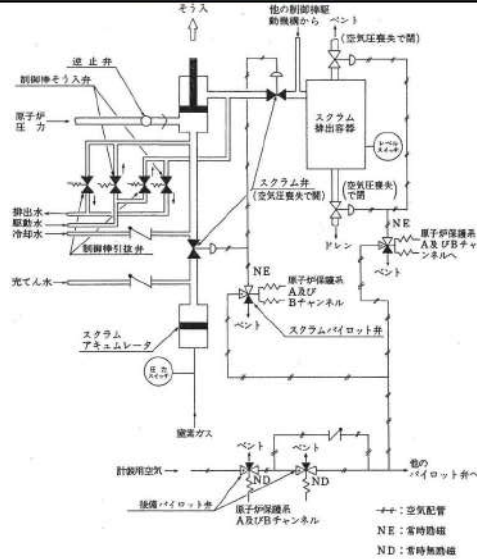 そう入
他の制御棒駆
動機構から
ベント
(空気圧喪失で閉)
逆止弁
制御棒そう入弁
原子炉
圧力
スクラム
排出容器
レベル
スイッチ
スクラム弁
(空気圧喪失で開)
(空気圧喪失で
閉)
排出水
駆動水
冷却水
制御棒引抜弁
ドレン
NE
原子炉保護系
A及びBチャ
ンネルへ
ベント
充てん水
NE
原子炉保護系
A及び
Bチャンネル
ベント
スクラムパイロット弁
スクラム
アキュムレータ
圧力
スイッチ
窒素ガス
ベント
ベント
計装用空気
ND
ND
他の
パイロット弁へ
後備パイロット弁
原子炉保護系
A及びBチャンネル
:空気配管
NE:常時励磁
ND:常時無励磁